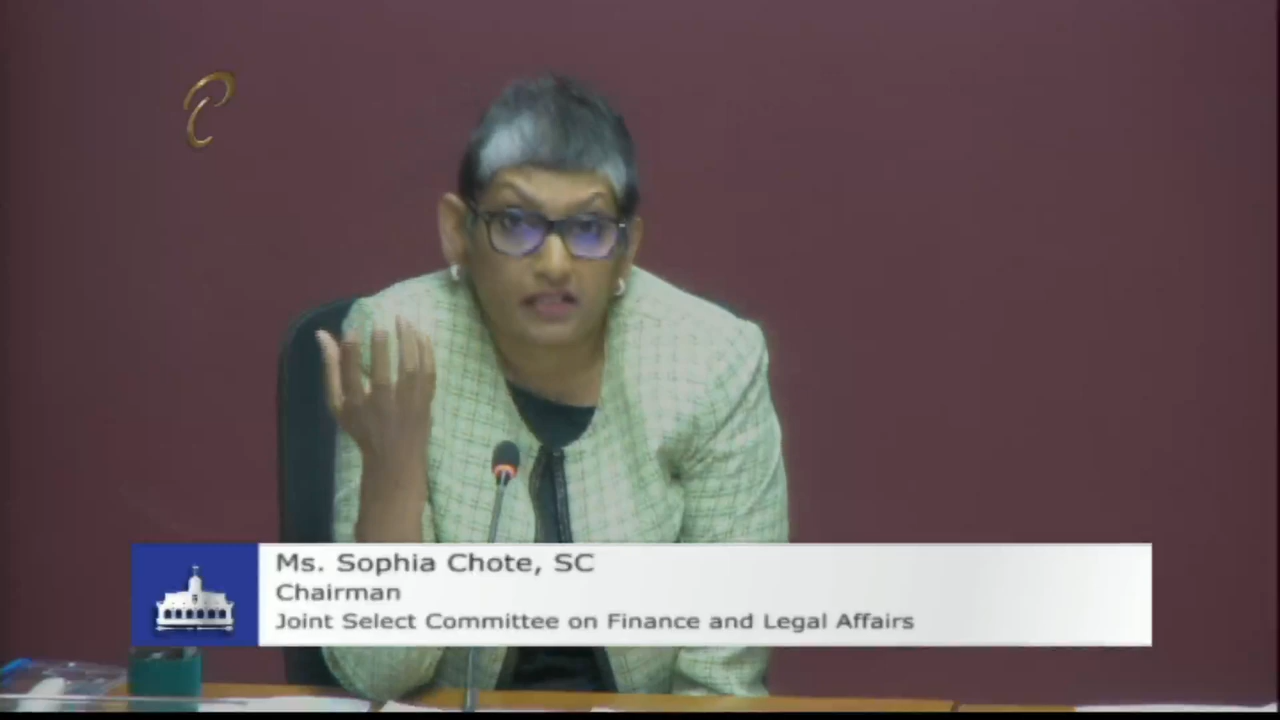 Ms. Sophia Chote, SC
Chairman
Joint Select Committee on Finance and Legal Affairs